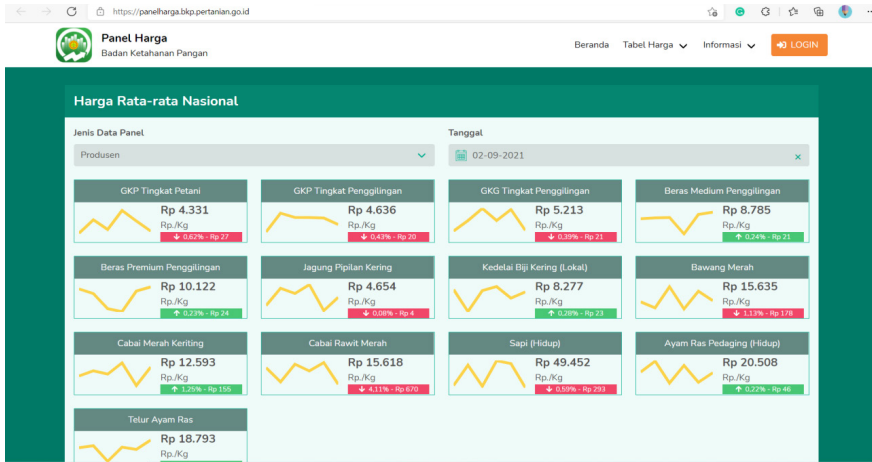 https://panelharga.bkp.pertanian.go.id
Panel Harga
Badan Ketahanan Pangan
Beranda Tabel Harga Informasi LOGIN
Harga Rata-rata Nasional
Jenis Data Panel Tanggal
Produsen 02-09-2021
GKP Tingkat Petani GKP Tingkat Penggilingan GKG Tingkat Penggilingan Beras Medium Penggilingan
Rp 4.331 Rp 4.636 Rp 5.213 Rp 8.785
Rp./Kg Rp./Kg Rp./Kg Rp./Kg
↓ 0,62% - Rp 27 ↓ 0,43% - Rp 20 ↓ 0,39% - Rp 21 ↑ 0,24% - Rp 21
Beras Premium Penggilingan Jagung Pipilan Kering Kedelai Biji Kering (Lokal) Bawang Merah
Rp 10.122 Rp 4.654 Rp 8.277 Rp 15.635
Rp./Kg Rp./Kg Rp./Kg Rp./Kg
↑ 0,23% - Rp 24 ↓ 0,08% - Rp 4 ↑ 0,28% - Rp 23 ↓ 1,13% - Rp 178
Cabai Merah Keriting Cabai Rawit Merah Sapi (Hidup) Ayam Ras Pedaging (Hidup)
Rp 12.593 Rp 15.618 Rp 49.452 Rp 20.508
Rp./Kg Rp./Kg Rp./Kg Rp./Kg
↑ 1,25% - Rp 155 ↓ 4,11% - Rp 670 ↓ 0,59% - Rp 293 ↑ 0,22% - Rp 46
Telur Ayam Ras
Rp 18.793
Rp./Kg